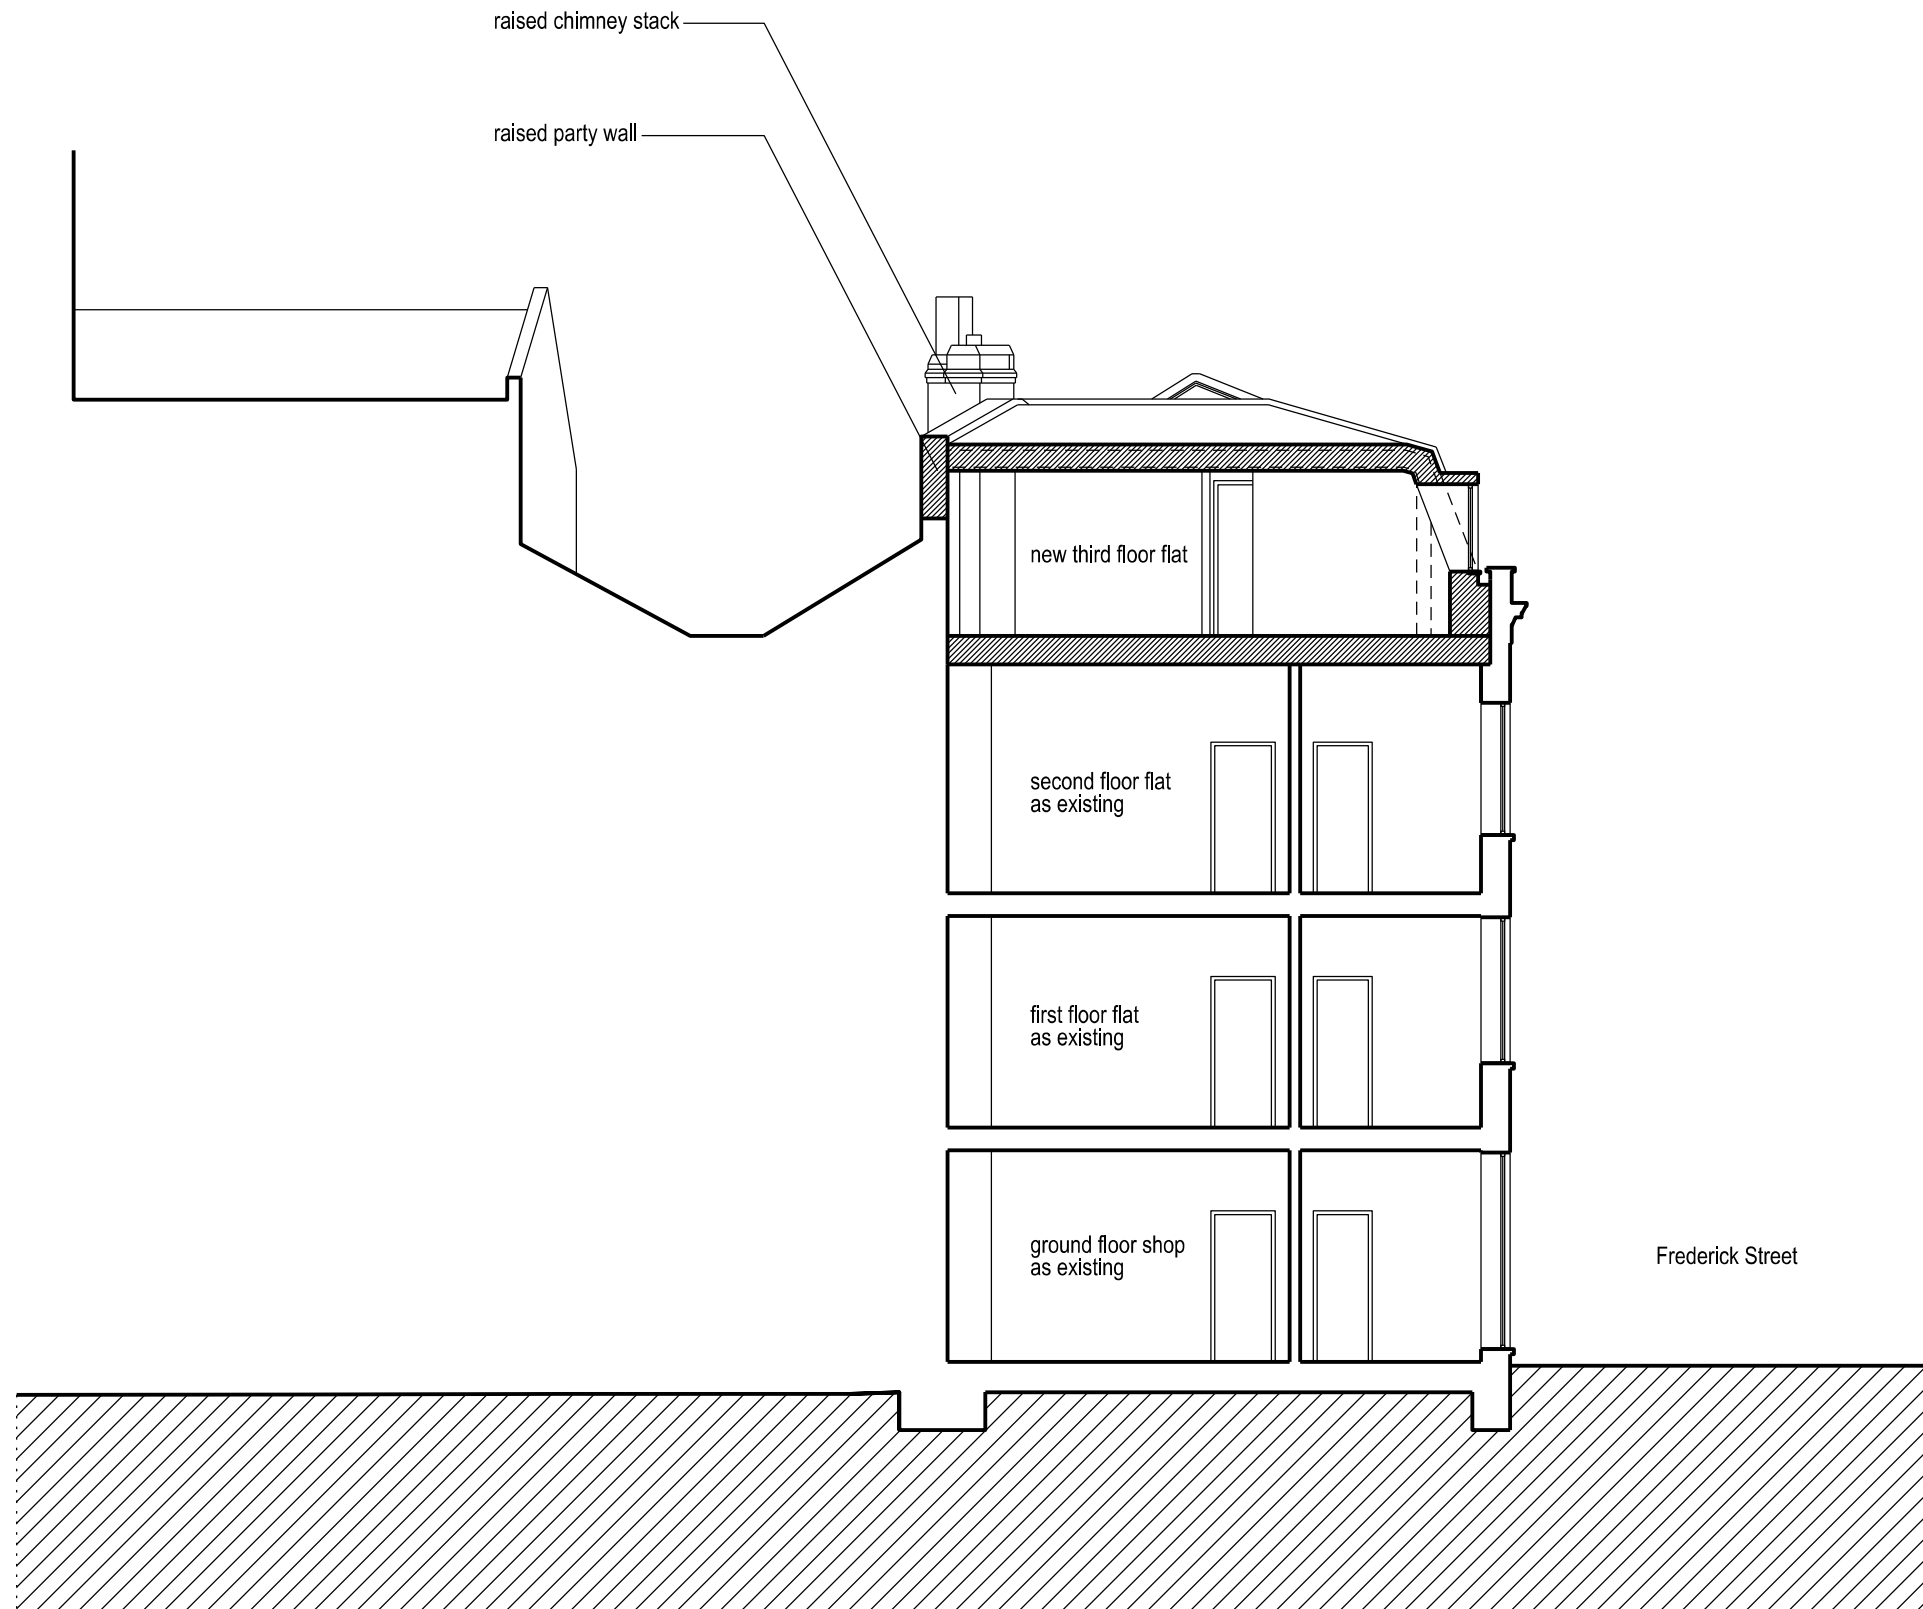 raised chimney stack
raised party wall
new third floor flat
second floor flat
as existing
first floor flat
as existing
ground floor shop
as existing
Frederick Street